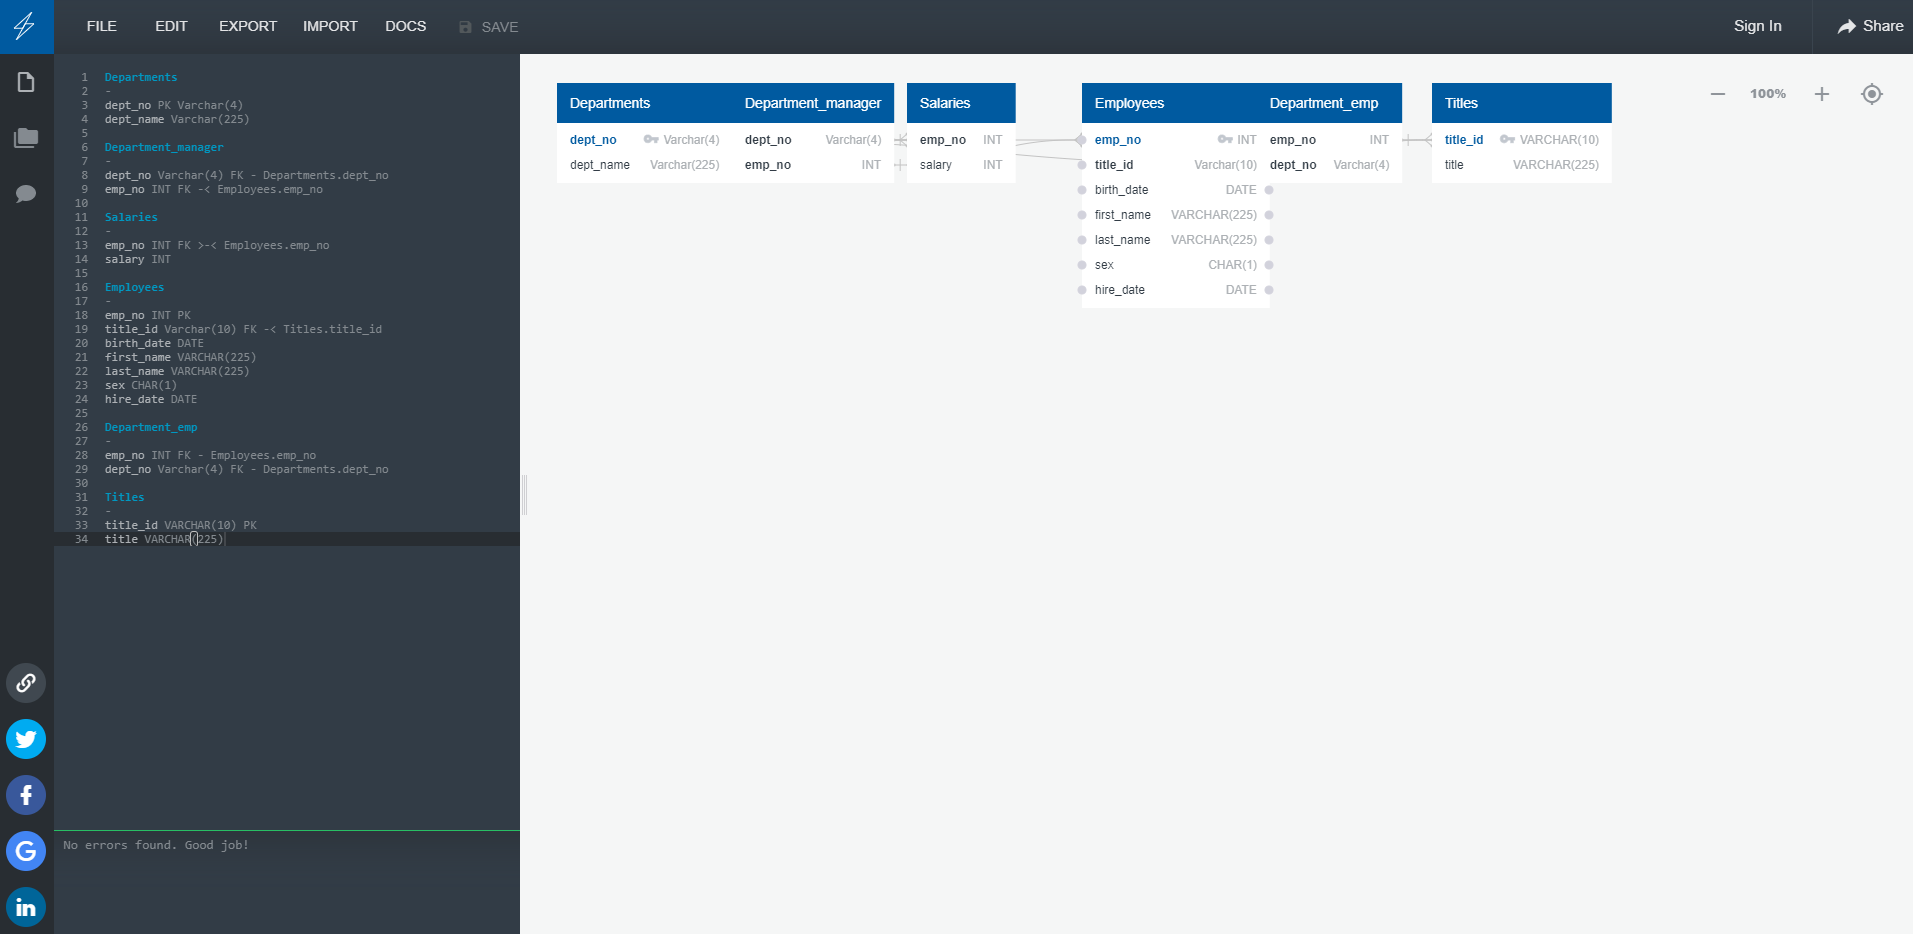 FILE EDIT EXPORT IMPORT DOCS SAVE Sign In Share
1 Departments
2 -
3 dept_no PK Varchar(4)
4 dept_name Varchar(225)
5
6 Department_manager
7 -
8 dept_no Varchar(4) FK - Departments.dept_no
9 emp_no INT FK -< Employees.emp_no
10
11 Salaries
12 -
13 emp_no INT FK >-< Employees.emp_no
14 salary INT
15
16 Employees
17 -
18 emp_no INT PK
19 title_id Varchar(10) FK -< Titles.title_id
20 birth_date DATE
21 first_name VARCHAR(225)
22 last_name VARCHAR(225)
23 sex CHAR(1)
24 hire_date DATE
25
26 Department_emp
27 -
28 emp_no INT FK - Employees.emp_no
29 dept_no Varchar(4) FK - Departments.dept_no
30
31 Titles
32 -
33 title_id VARCHAR(10) PK
34 title VARCHAR(225)
No errors found. Good job!
Departments
dept_no Varchar(4)
dept_name Varchar(225)
Department_manager
dept_no Varchar(4)
emp_no INT
Salaries
emp_no INT
salary INT
Employees
emp_no INT
title_id Varchar(10)
birth_date DATE
first_name VARCHAR(225)
last_name VARCHAR(225)
sex CHAR(1)
hire_date DATE
Department_emp
emp_no INT
dept_no Varchar(4)
Titles
title_id VARCHAR(10)
title VARCHAR(225)
100%